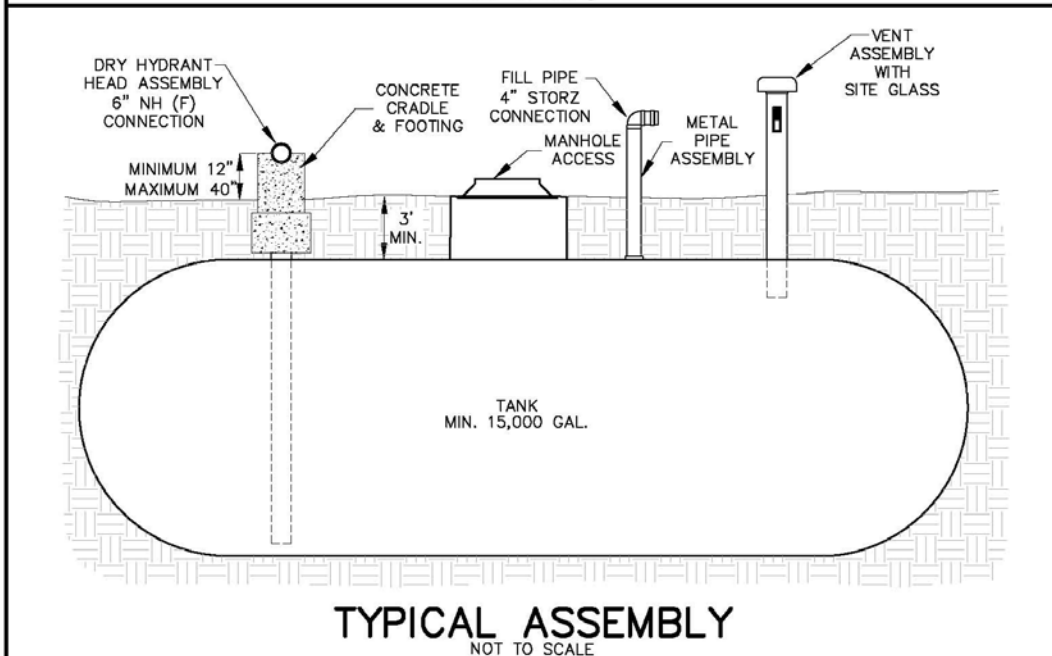 DRY HYDRANT
HEAD ASSEMBLY
6" NH (F)
CONNECTION
CONCRETE
CRADLE
& FOOTING
FILL PIPE
4" STORZ
CONNECTION
VENT
ASSEMBLY
WITH
SITE GLASS
MANHOLE
ACCESS
METAL
PIPE
ASSEMBLY
MINIMUM 12"
MAXIMUM 40"
3'
MIN.
TANK
MIN. 15,000 GAL.
TYPICAL ASSEMBLY
NOT TO SCALE